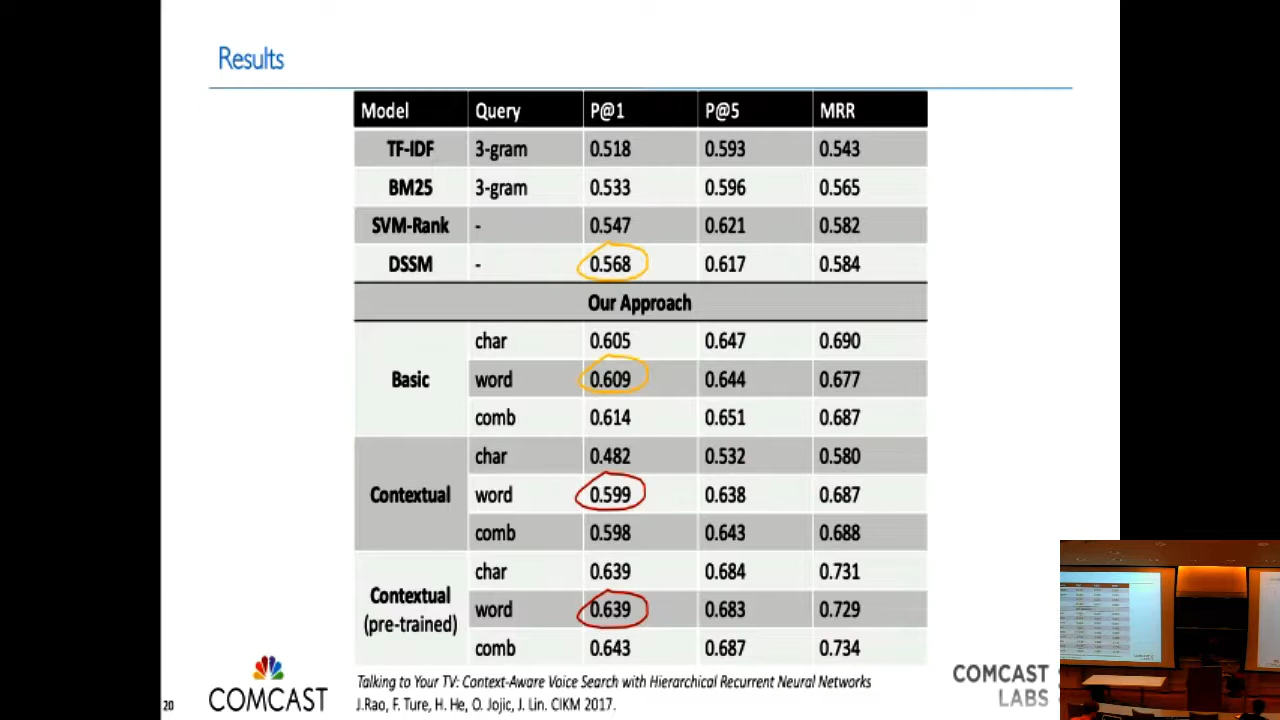 Results
Model Query P@1 P@5 MRR
TF-IDF 3-gram 0.518 0.593 0.543
BM25 3-gram 0.533 0.596 0.565
SVM-Rank - 0.547 0.621 0.582
DSSM - 0.568 0.617 0.584
Our Approach
Basic char 0.605 0.647 0.690
word 0.609 0.644 0.677
comb 0.614 0.651 0.687
Contextual char 0.482 0.532 0.580
word 0.599 0.638 0.687
comb 0.598 0.643 0.688
Contextual (pre-trained) char 0.639 0.684 0.731
word 0.639 0.683 0.729
comb 0.643 0.687 0.734
20
COMCAST
Talking to Your TV: Context-Aware Voice Search with Hierarchical Recurrent Neural Networks
J.Rao, F. Ture, H. He, O. Jojic, J. Lin. CIKM 2017.
COMCAST
LABS